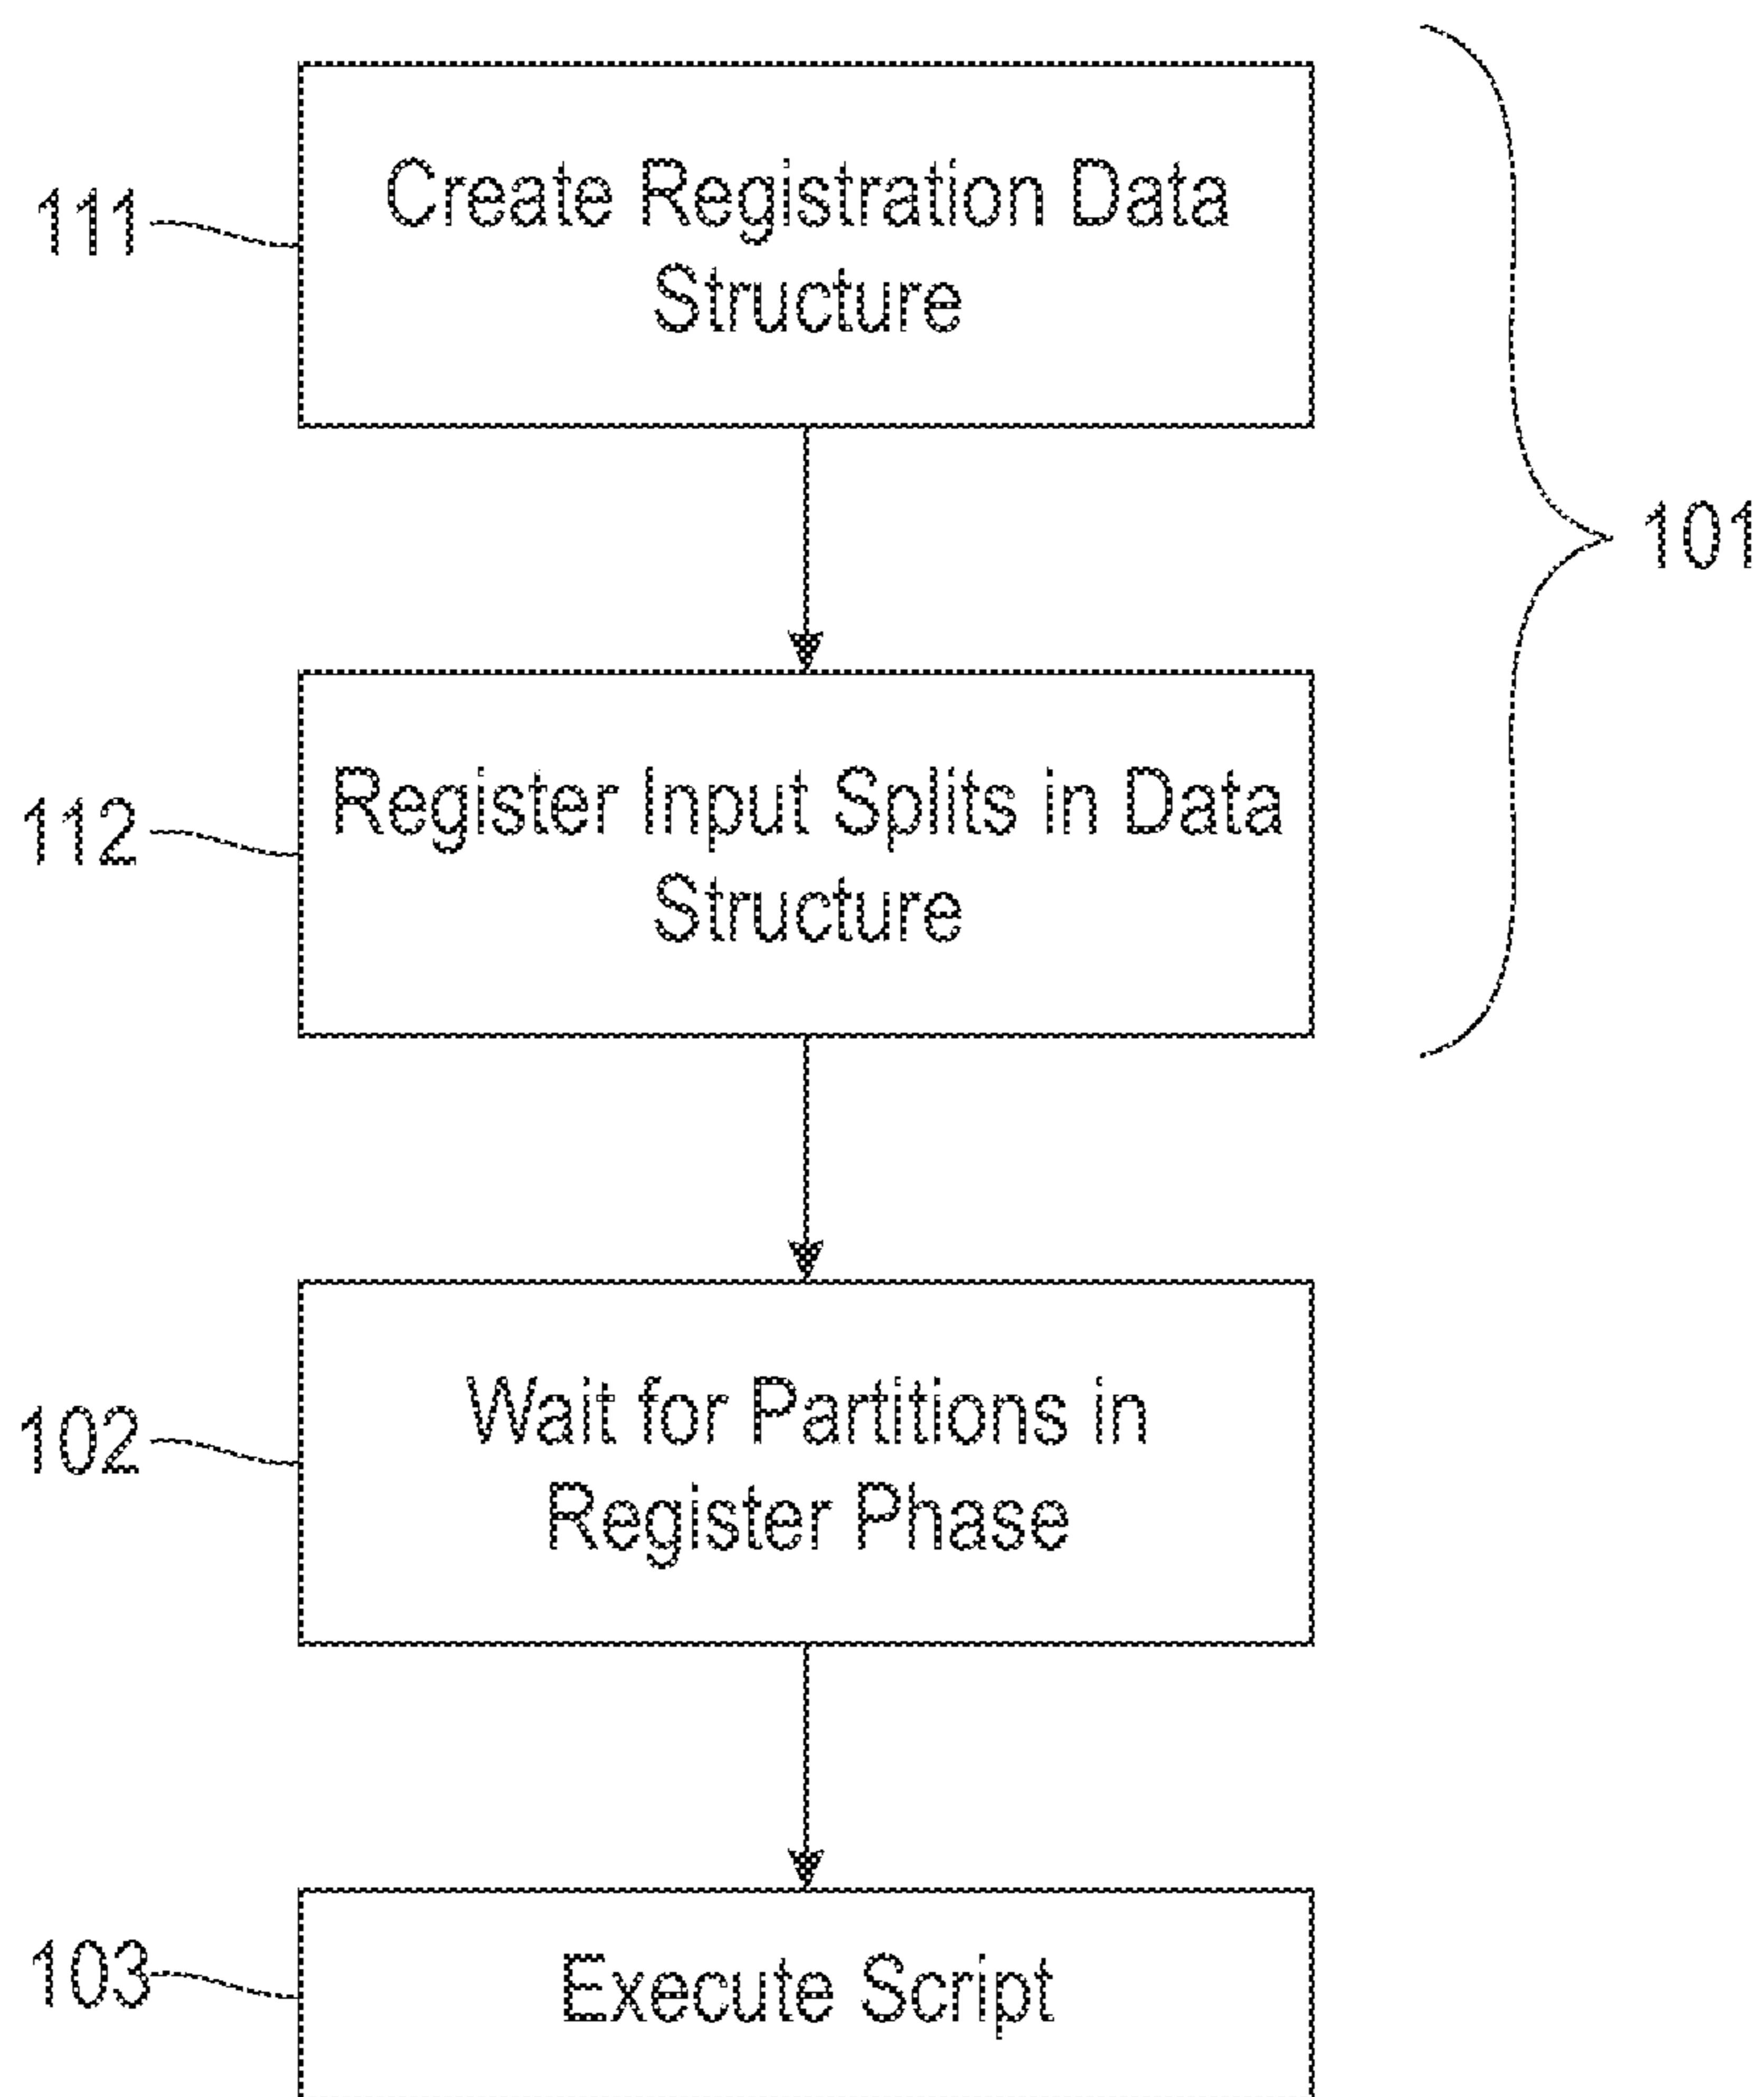 111
Create Registration Data
Structure
101
112
Register Input Splits in Data
Structure
102
Wait for Partitions in
Register Phase
103
Execute Script